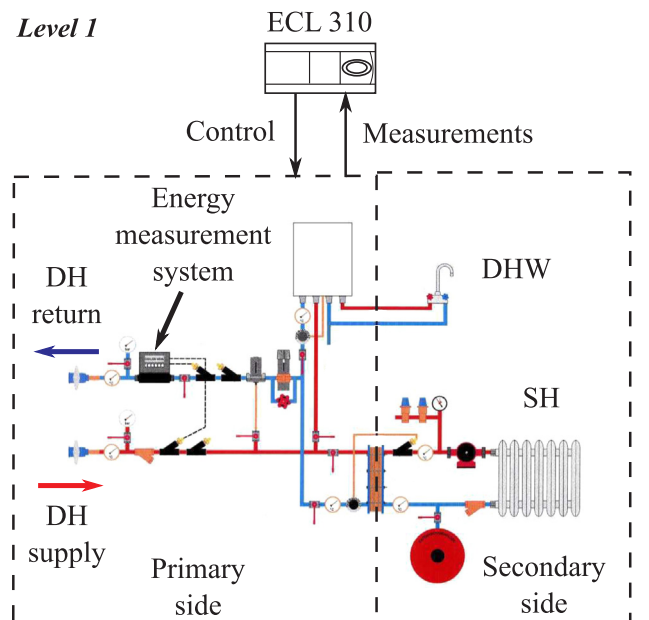 Level 1
ECL 310
Control
Measurements
Energy
measurement
system
DH
return
DHW
SH
DH
supply
Primary
side
Secondary
side